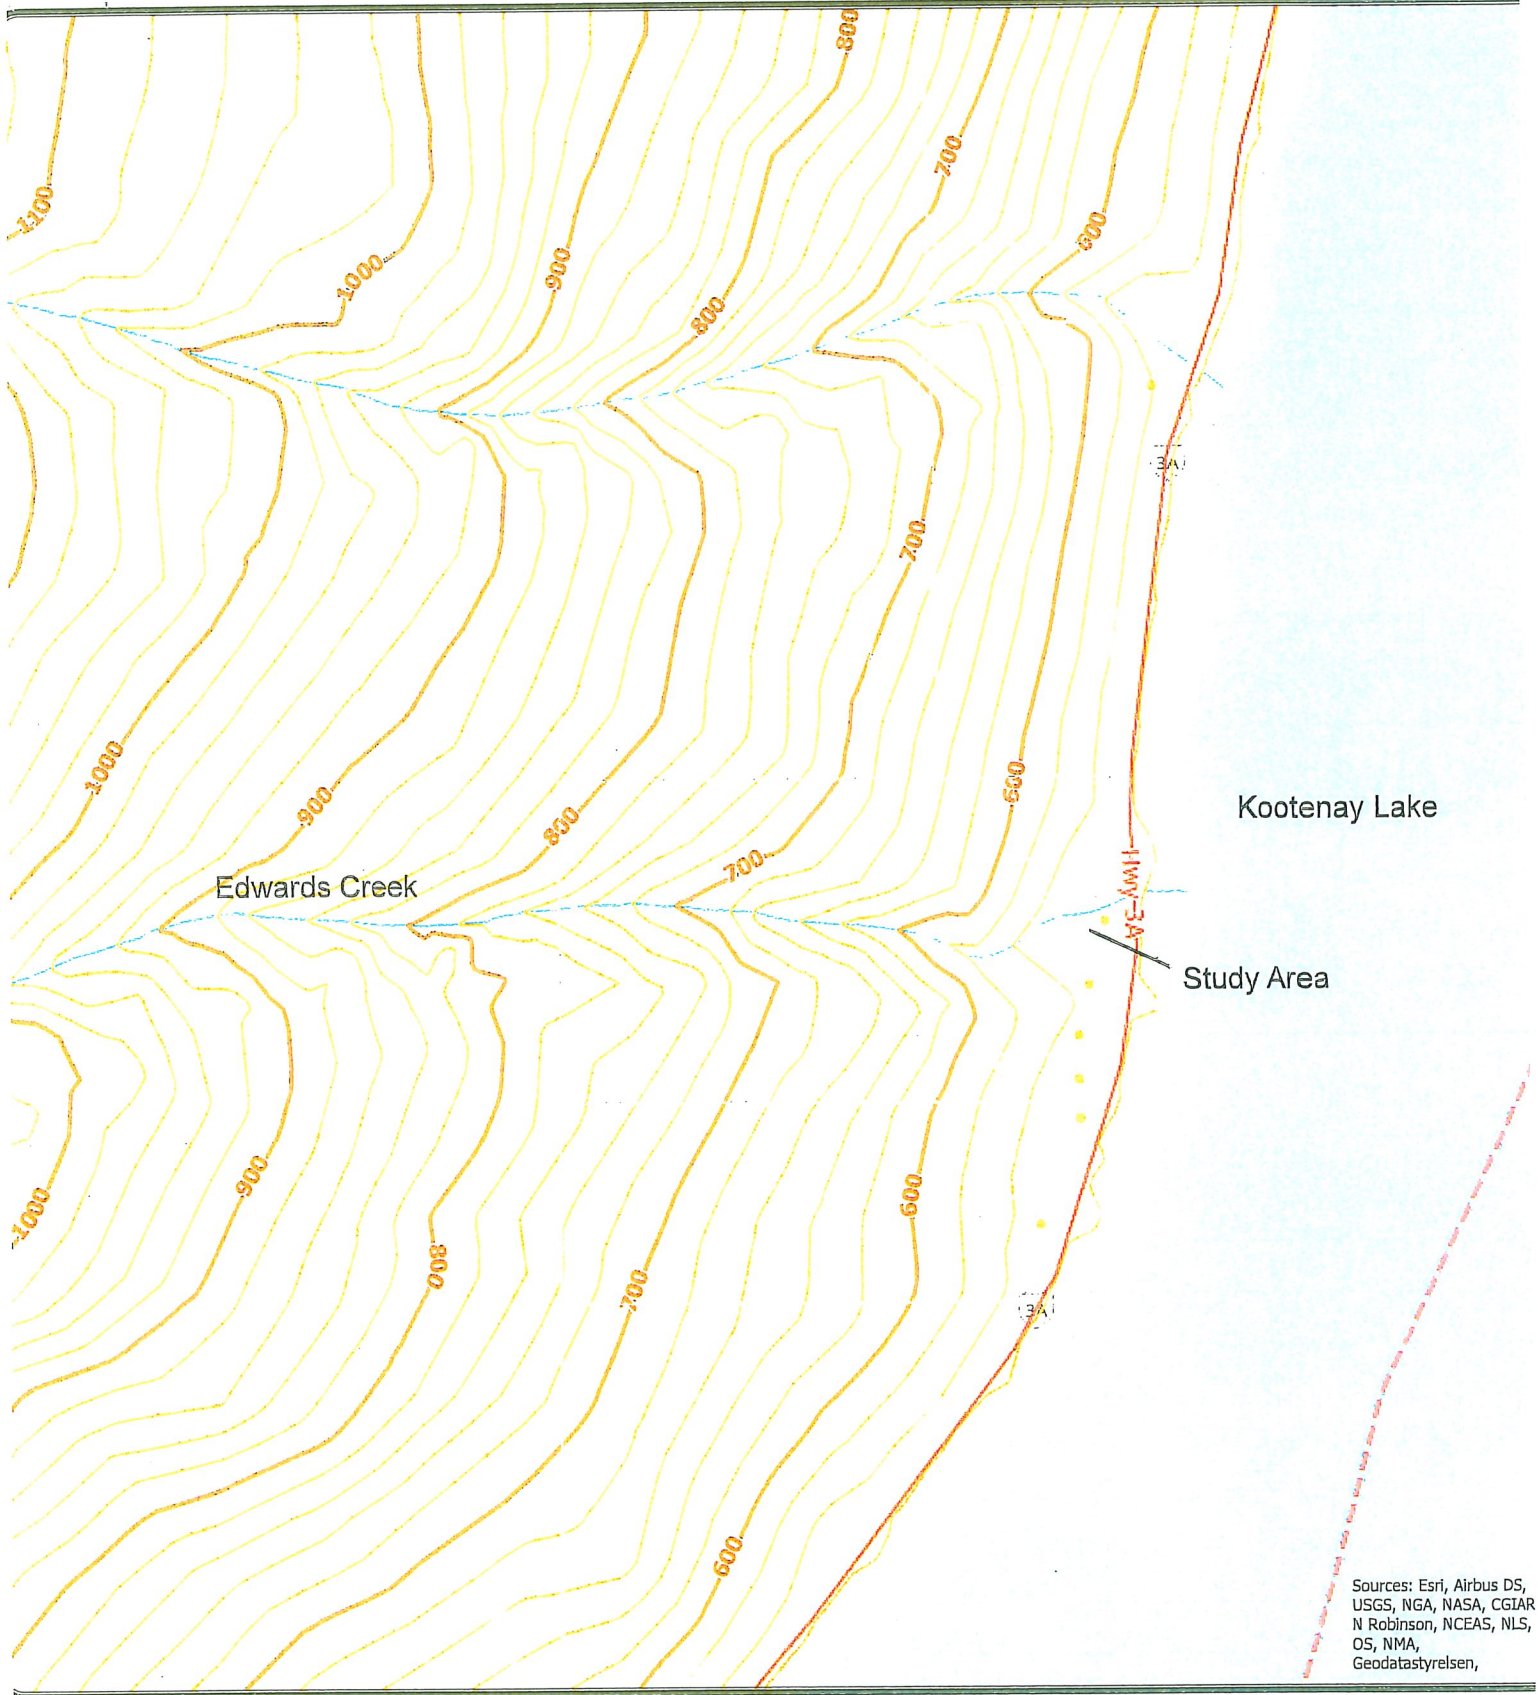 800
700
1100
600
1000
900
800
3A
700
1000
900
800
600
Kootenay Lake
700
Edwards Creek
Hwy 3A
Study Area
900
1000
600
800
700
3A
600
Sources: Esri, Airbus DS,
USGS, NGA, NASA, CGIAR
N Robinson, NCEAS, NLS,
OS, NMA,
Geodatastyrelsen,